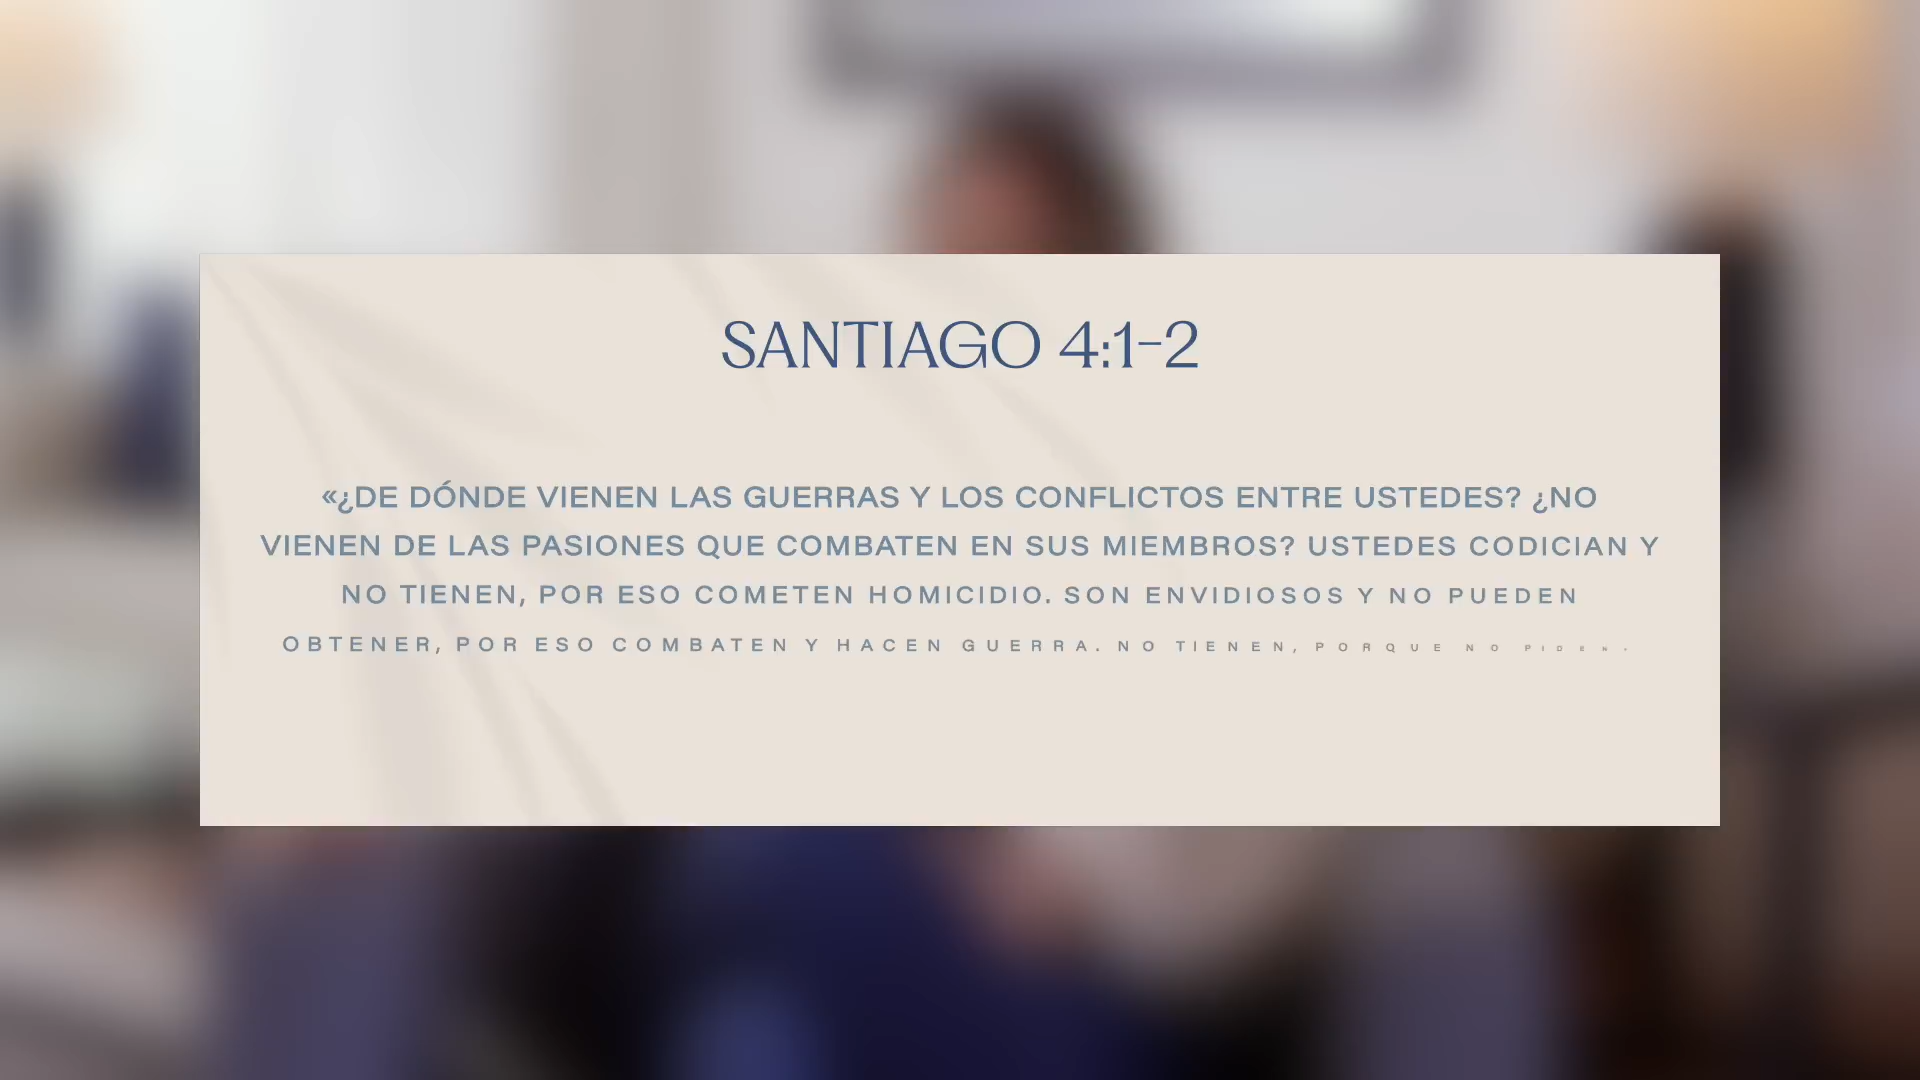 SANTIAGO 4:1-2
«¿DE DÓNDE VIENEN LAS GUERRAS Y LOS CONFLICTOS ENTRE USTEDES? ¿NO
VIENEN DE LAS PASIONES QUE COMBATEN EN SUS MIEMBROS? USTEDES CODICIAN Y
NO TIENEN, POR ESO COMETEN HOMICIDIO. SON ENVIDIOSOS Y NO PUEDEN
OBTENER, POR ESO COMBATEN Y HACEN GUERRA. NO TIENEN, PORQUE NO PIDEN.